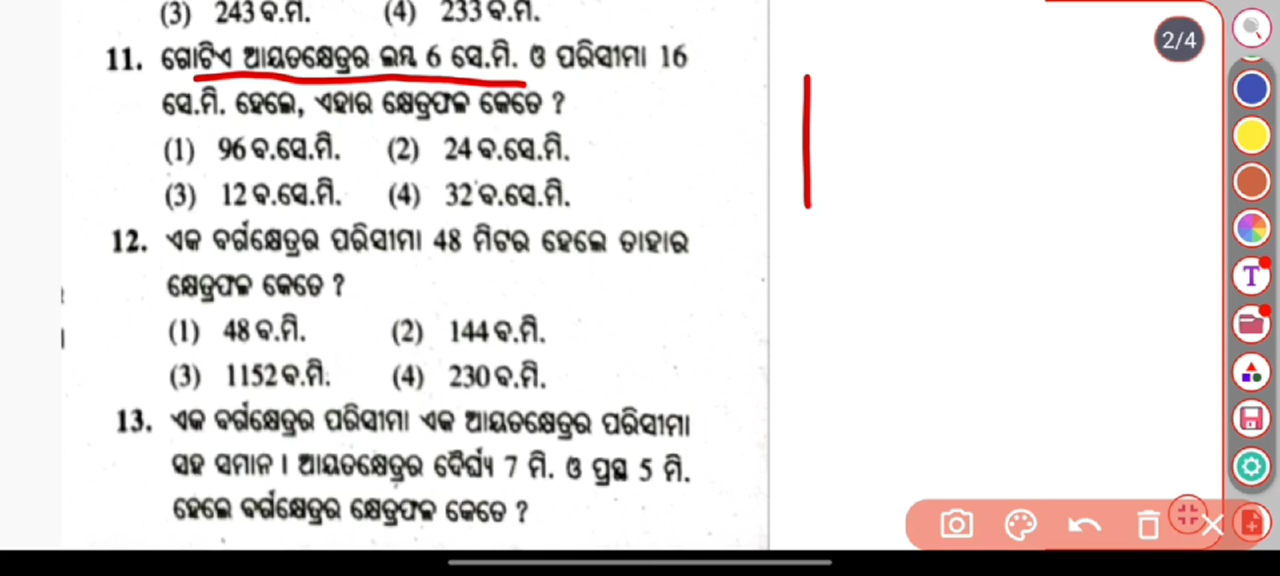 (3) 243 ବ.ମି. (4) 233 ବ.ମି.
11. ଗୋଟିଏ ଆୟତକ୍ଷେତ୍ରର ଲମ୍ବ 6 ସେ.ମି. ଓ ପରିସୀମା 16
ସେ.ମି. ହେଲେ, ଏହାର କ୍ଷେତ୍ରଫଳ କେତେ ?
(1) 96 ବ.ସେ.ମି. (2) 24 ବ.ସେ.ମି.
(3) 12 ବ.ସେ.ମି. (4) 32 ବ.ସେ.ମି.
12. ଏକ ବର୍ଗକ୍ଷେତ୍ରର ପରିସୀମା 48 ମିଟର ହେଲେ ତାହାର
କ୍ଷେତ୍ରଫଳ କେତେ ?
(1) 48 ବ.ମି. (2) 144 ବ.ମି.
(3) 1152 ବ.ମି. (4) 230 ବ.ମି.
13. ଏକ ବର୍ଗକ୍ଷେତ୍ରର ପରିସୀମା ଏକ ଆୟତକ୍ଷେତ୍ରର ପରିସୀମା
ସହ ସମାନ । ଆୟତକ୍ଷେତ୍ରର ଦୈର୍ଘ୍ୟ 7 ମି. ଓ ପ୍ରସ୍ଥ 5 ମି.
ହେଲେ ବର୍ଗକ୍ଷେତ୍ରର କ୍ଷେତ୍ରଫଳ କେତେ ?
2/4
T